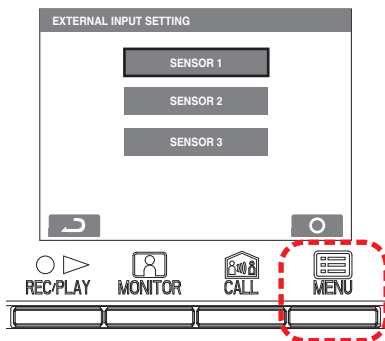 EXTERNAL INPUT SETTING
SENSOR 1
SENSOR 2
SENSOR 3
REC/PLAY MONITOR CALL MENU